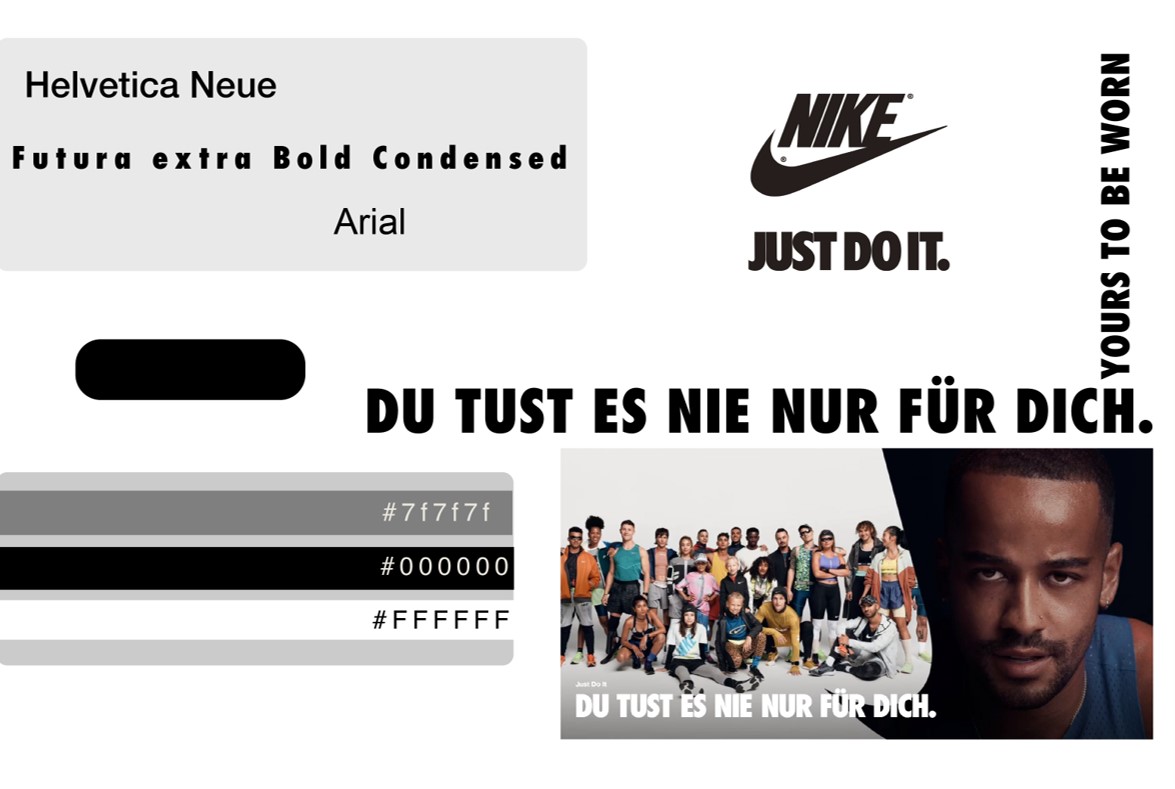 Helvetica Neue
Futura extra Bold Condensed
Arial
NIKE®
®
JUST DO IT.
YOURS TO BE WORN
DU TUST ES NIE NUR FÜR DICH.
#7f7f7f
#000000
#FFFFFF
Just Do It
DU TUST ES NIE NUR FÜR DICH.